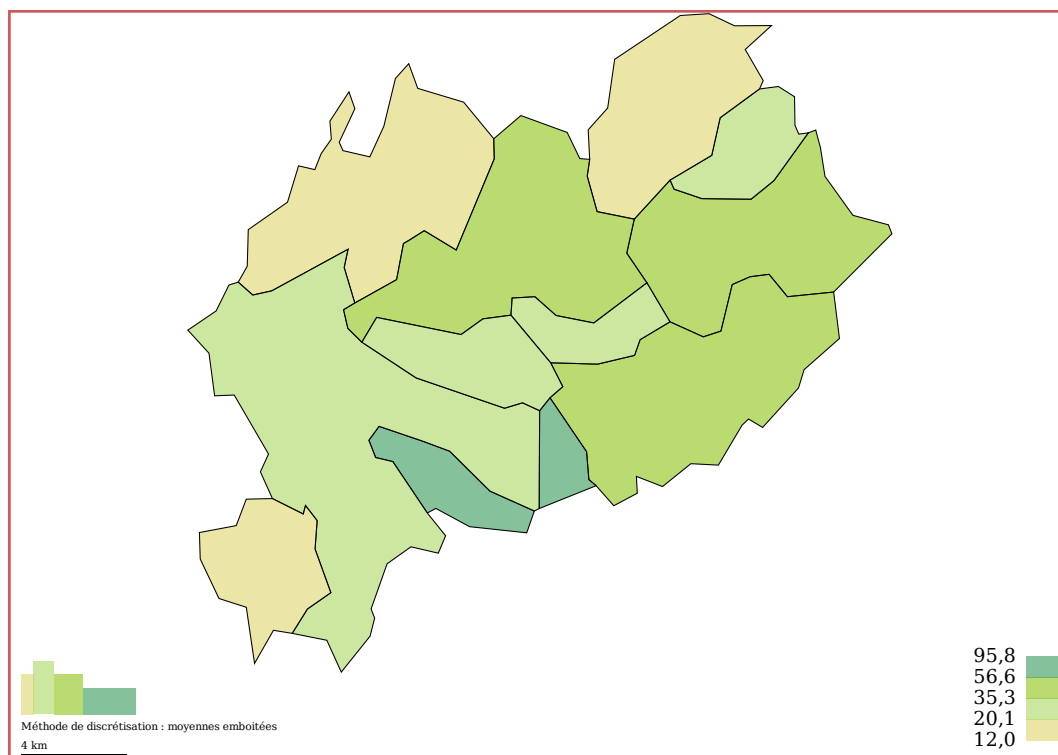 95,8
56,6
35,3
20,1
12,0
Méthode de discrétisation : moyennes emboitées
4 km